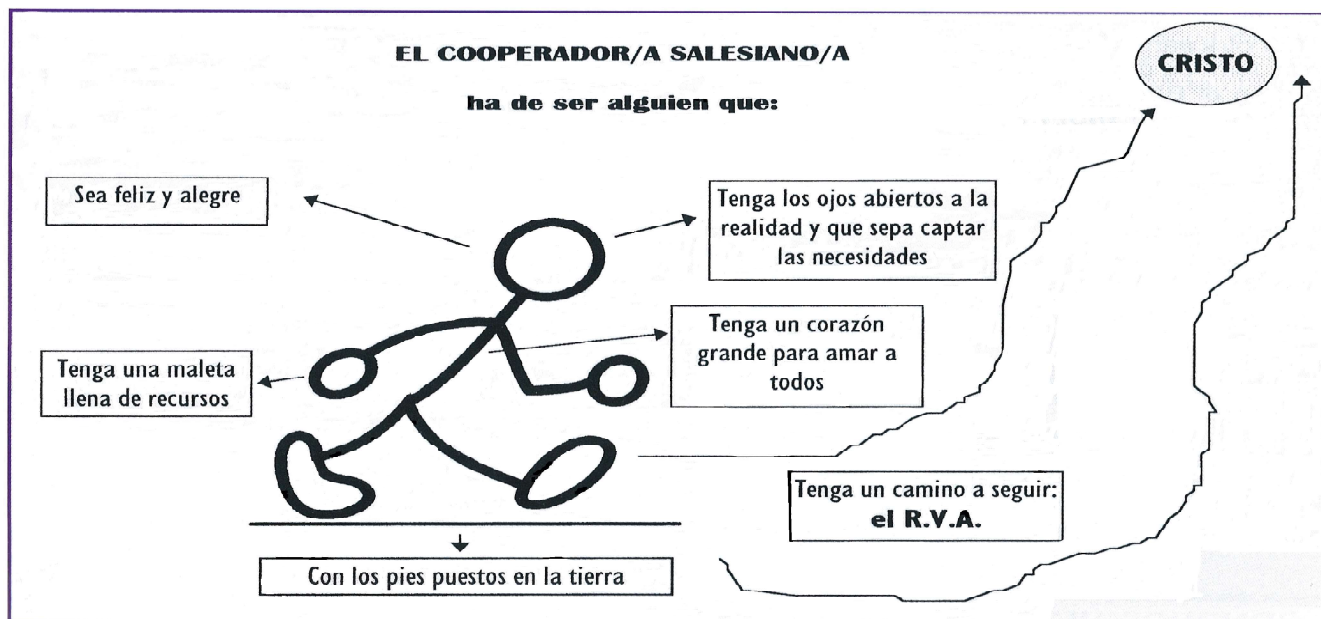 EL COOPERADOR/A SALESIANO/A
ha de ser alguien que:
CRISTO
Sea feliz y alegre
Tenga los ojos abiertos a la
realidad y que sepa captar
las necesidades
Tenga un corazón
grande para amar a
todos
Tenga una maleta
llena de recursos
Tenga un camino a seguir:
el R.V.A.
Con los pies puestos en la tierra